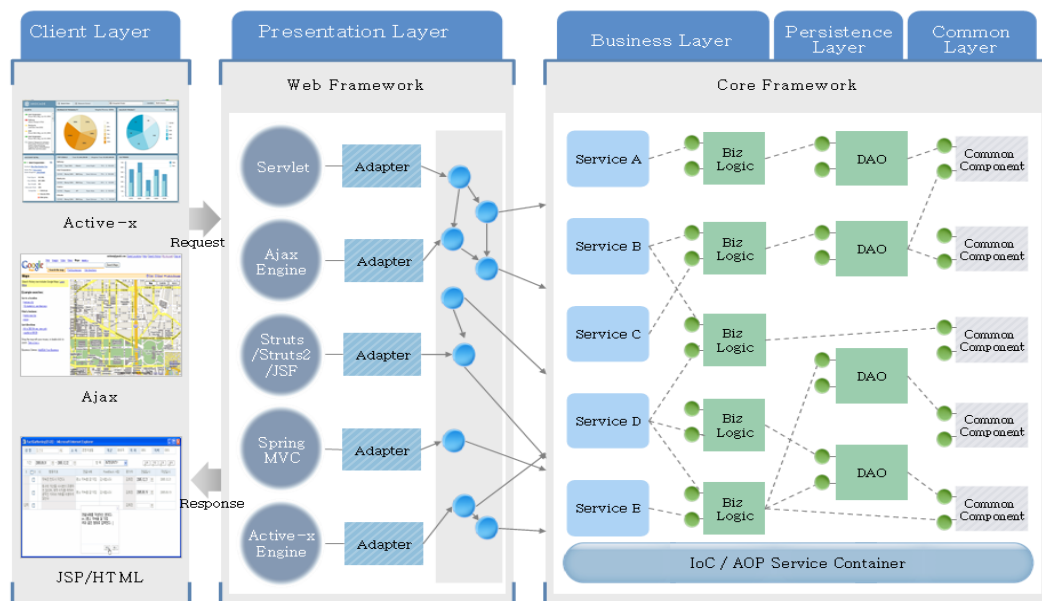 Client Layer
Presentation Layer
Business Layer
Persistence
Layer
Common
Layer
Web Framework
Core Framework
Active-x
Google
Maps
Ajax
JSP/HTML
Request
Response
Servlet
Adapter
Ajax
Engine
Adapter
Struts
/Struts2
/JSF
Adapter
Spring
MVC
Adapter
Active-x
Engine
Adapter
Service A
Service B
Service C
Service D
Service E
Biz
Logic
Biz
Logic
Biz
Logic
Biz
Logic
Biz
Logic
DAO
DAO
DAO
DAO
Common
Component
Common
Component
Common
Component
Common
Component
Common
Component
IoC / AOP Service Container